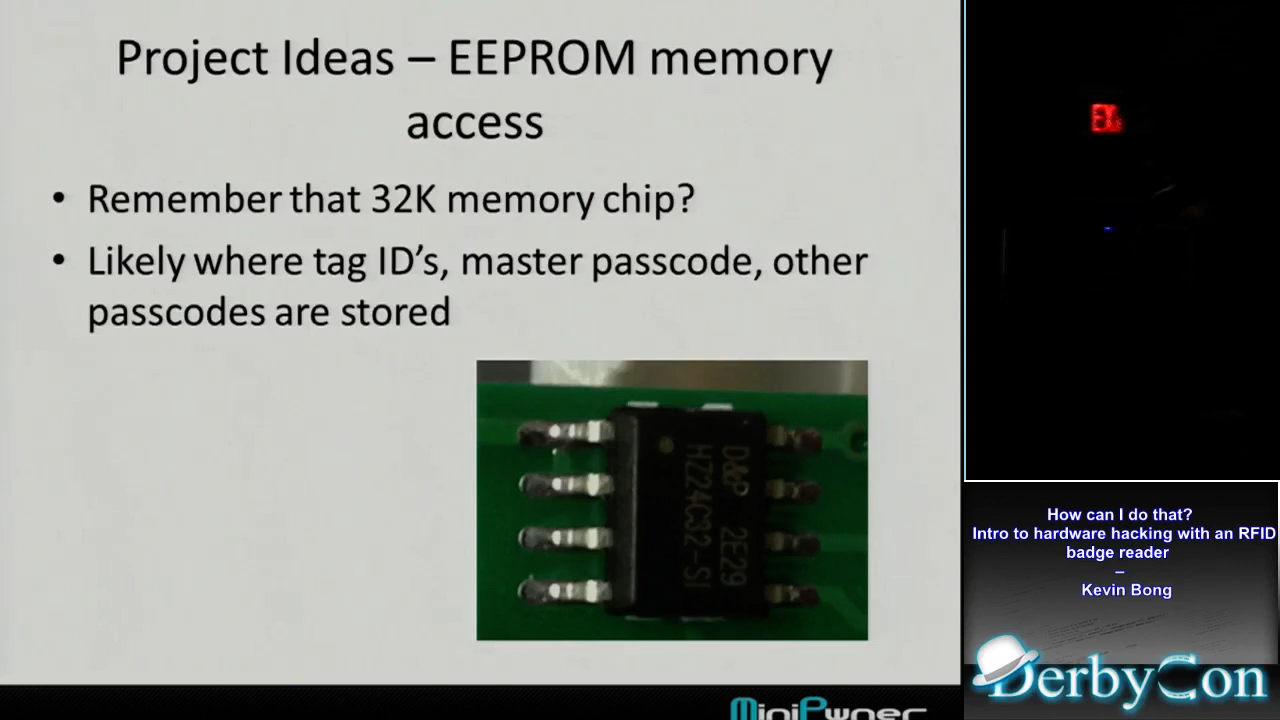 Project Ideas – EEPROM memory
access
• Remember that 32K memory chip?
• Likely where tag ID’s, master passcode, other
passcodes are stored
D&P 2E29
HZ24C32-SI
MiniPwner
How can I do that?
Intro to hardware hacking with an RFID
badge reader
–
Kevin Bong
DerbyCon